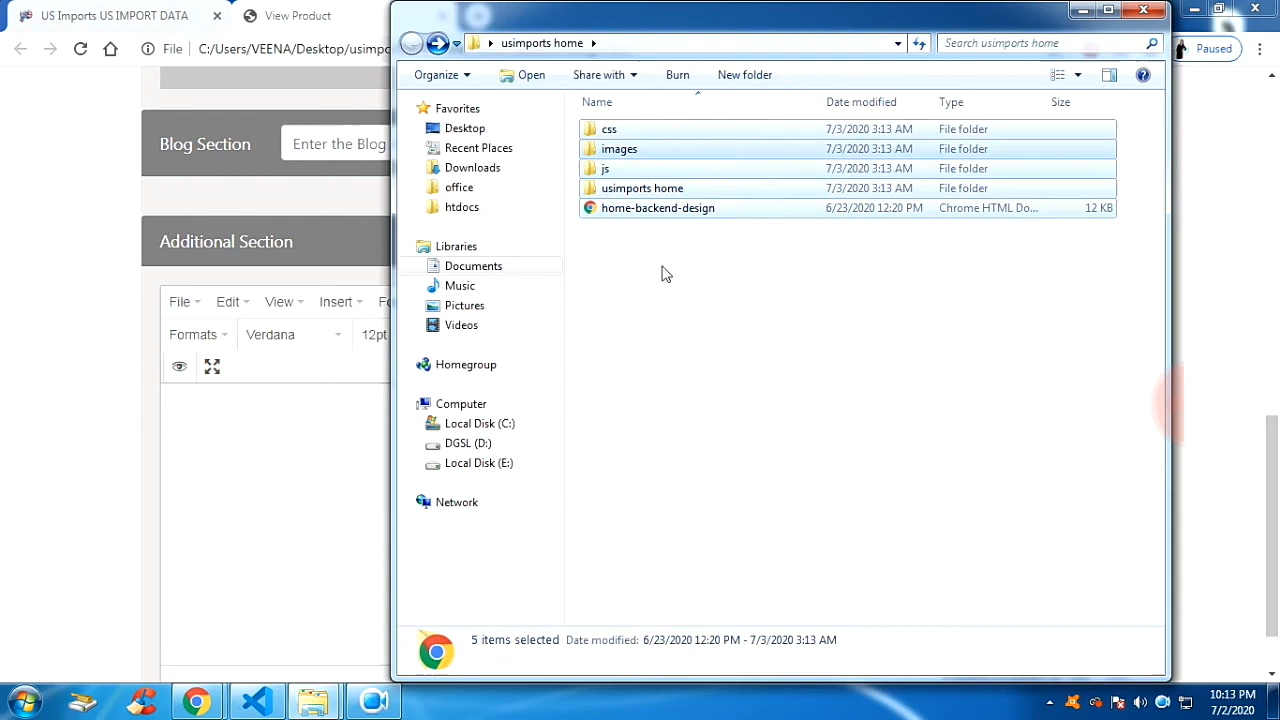 US Imports US IMPORT DATA
View Product
File
C:/Users/VEENA/Desktop/usimpo
Paused
usimports home
Search usimports home
Organize
Open
Share with
Burn
New folder
Name
Date modified
Type
Size
Favorites
Desktop
Recent Places
Downloads
office
htdocs
Libraries
Documents
Music
Pictures
Videos
Homegroup
Computer
Local Disk (C:)
DGSL (D:)
Local Disk (E:)
Network
css 7/3/2020 3:13 AM File folder
images 7/3/2020 3:13 AM File folder
js 7/3/2020 3:13 AM File folder
usimports home 7/3/2020 3:13 AM File folder
home-backend-design 6/23/2020 12:20 PM Chrome HTML Do... 12 KB
Blog Section
Enter the Blog
Additional Section
File Edit View Insert Fo
Formats Verdana 12pt
5 items selected Date modified: 6/23/2020 12:20 PM - 7/3/2020 3:13 AM
10:13 PM
7/2/2020